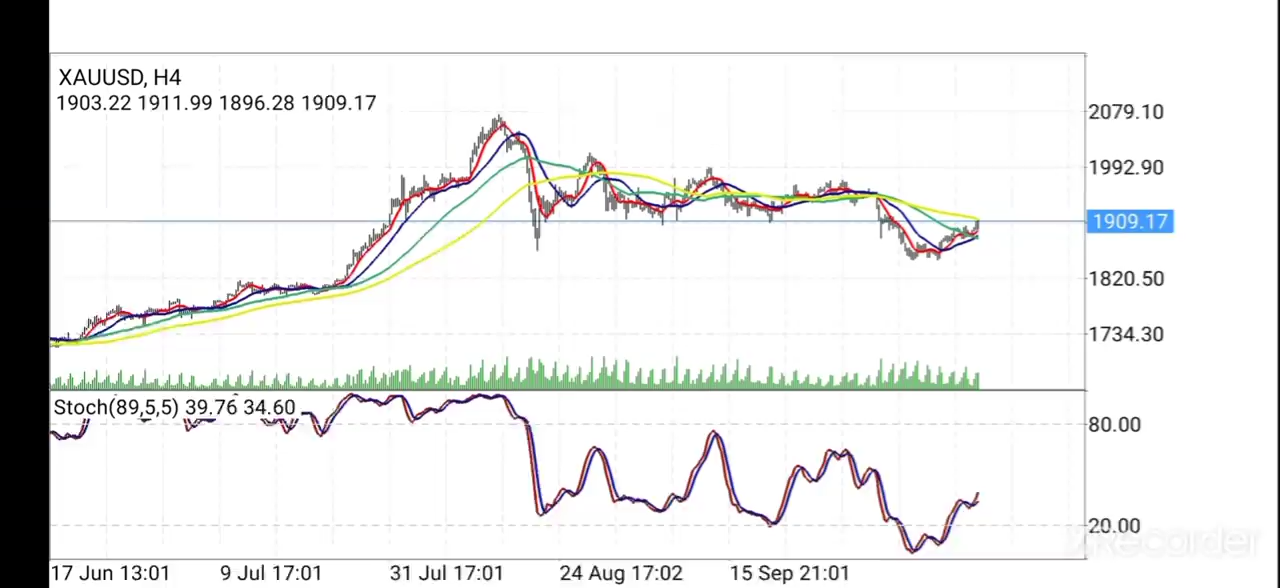 XAUUSD, H4
1903.22 1911.99 1896.28 1909.17
2079.10
1992.90
1909.17
1820.50
1734.30
Stoch(89,5,5) 39.76 34.60
80.00
20.00
17 Jun 13:01 9 Jul 17:01 31 Jul 17:01 24 Aug 17:02 15 Sep 21:01